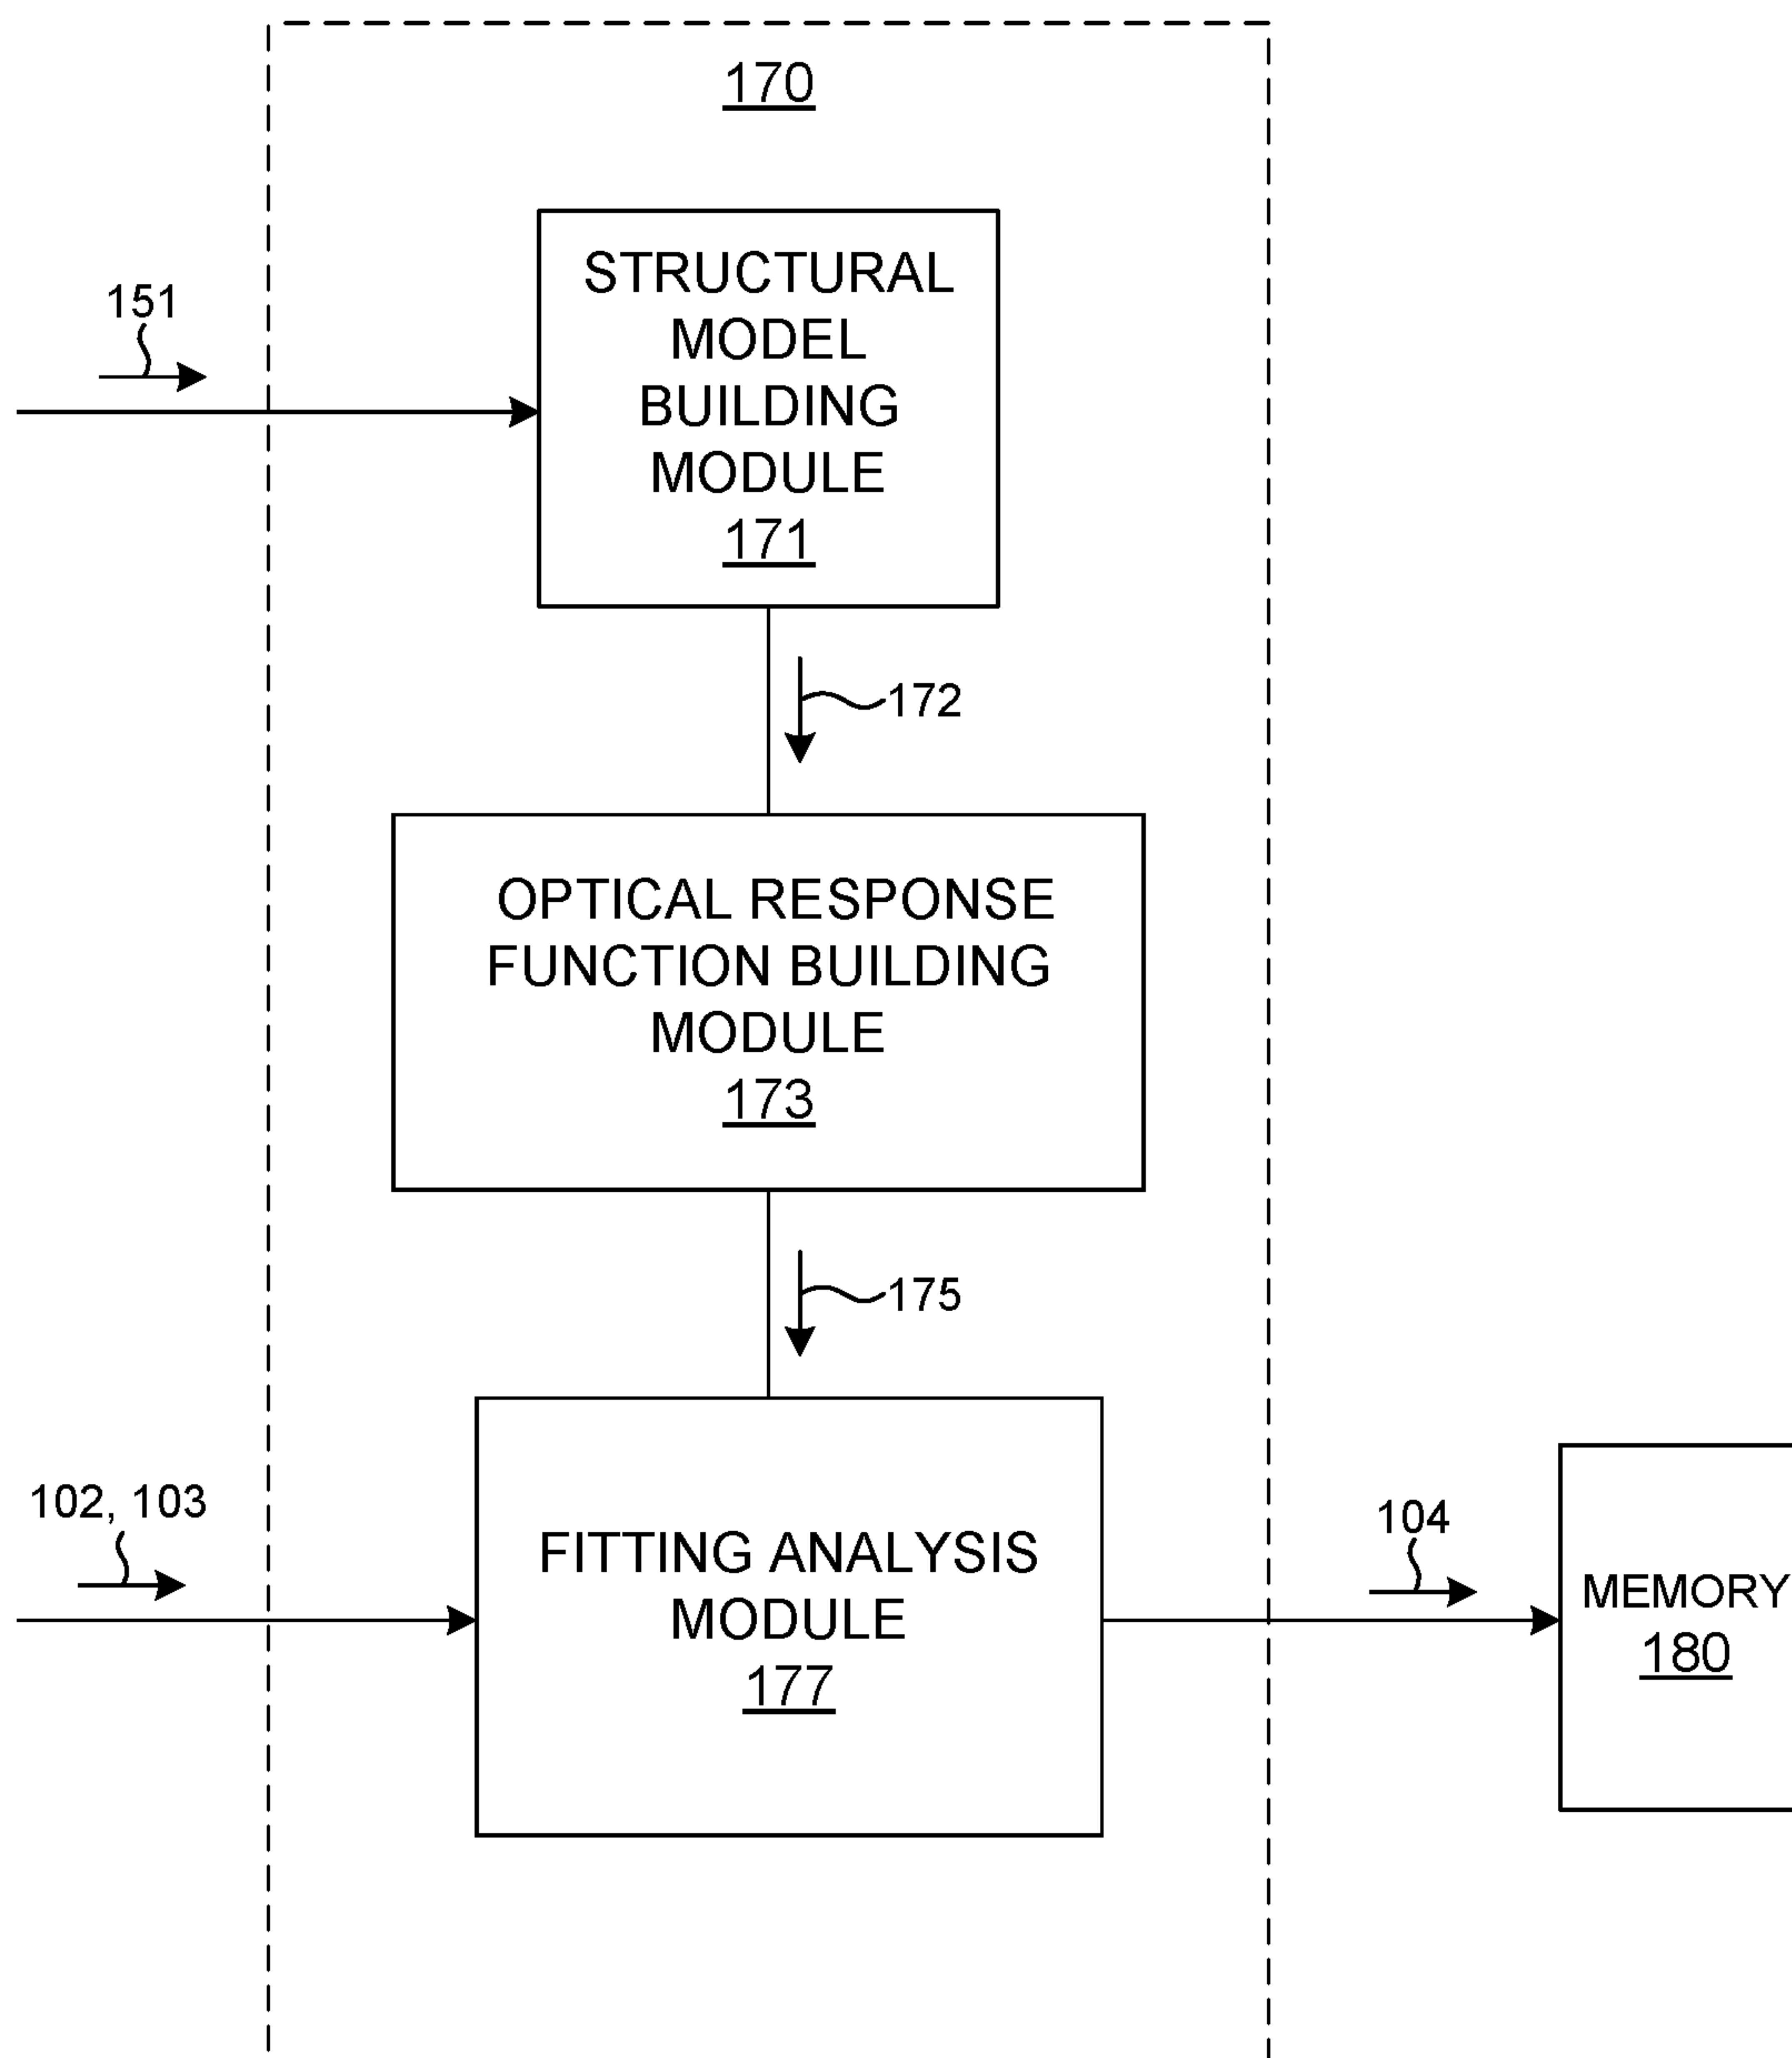 170
STRUCTURAL
MODEL
BUILDING
MODULE
171
151
172
OPTICAL RESPONSE
FUNCTION BUILDING
MODULE
173
175
102, 103
FITTING ANALYSIS
MODULE
177
104
MEMORY
180